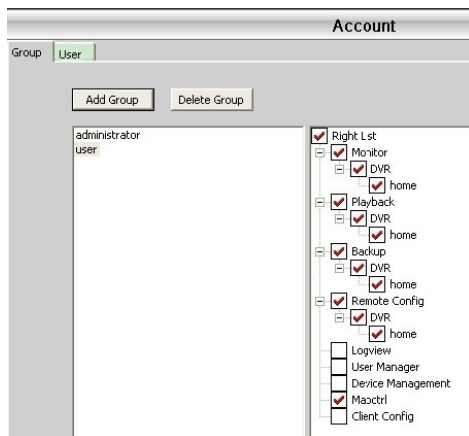 Account
Group User
Add Group Delete Group
administrator
user
Right Lst
Monitor
DVR
home
Playback
DVR
home
Backup
DVR
home
Remote Config
DVR
home
Logview
User Manager
Device Management
Mapctrl
Client Config